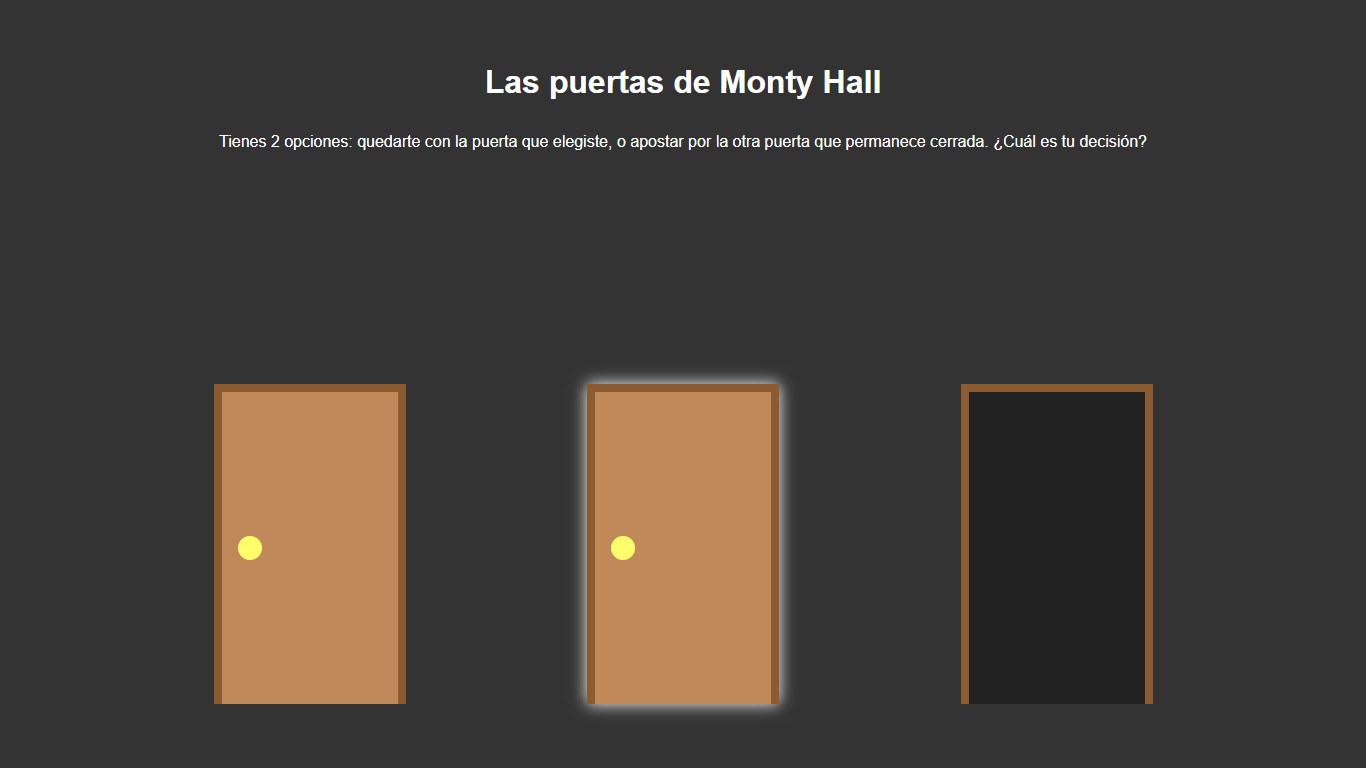 Las puertas de Monty Hall
Tienes 2 opciones: quedarte con la puerta que elegiste, o apostar por la otra puerta que permanece cerrada. ¿Cuál es tu decisión?